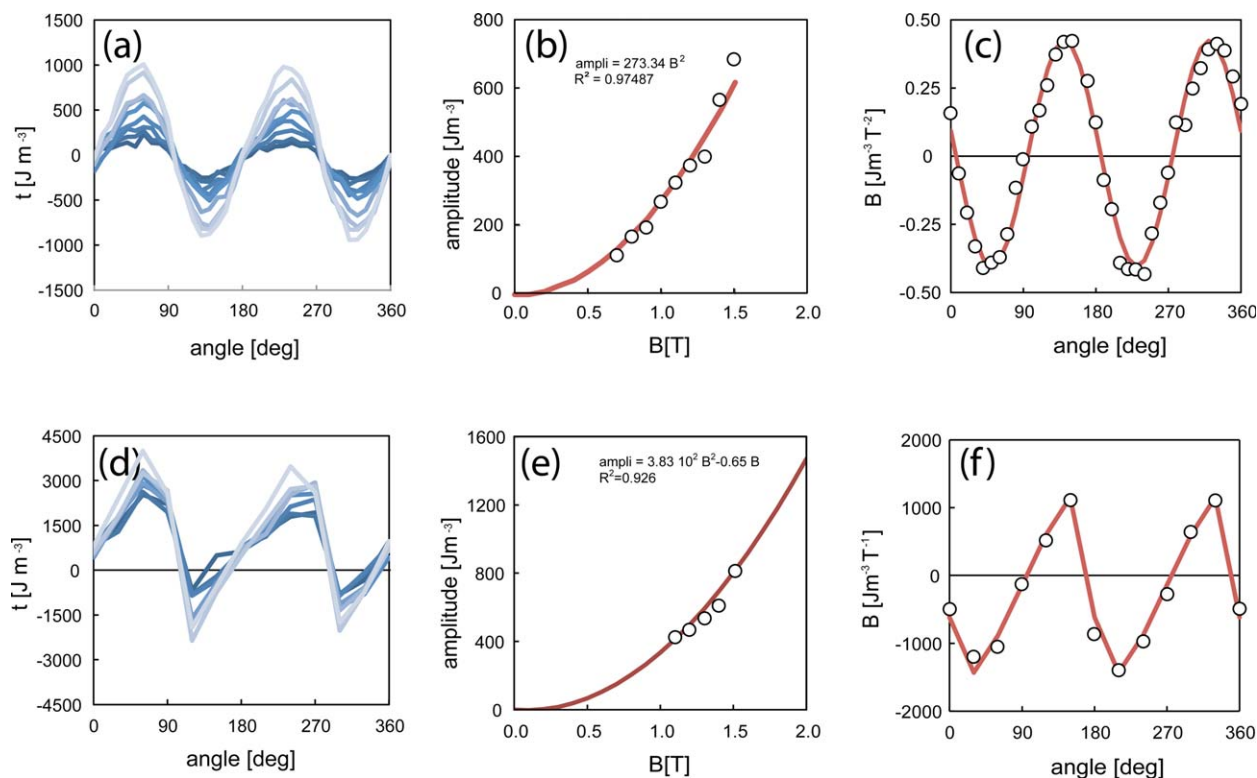 (a)
1500
1000
500
0
-500
-1000
-1500
t [J m⁻³]
0 90 180 270 360
angle [deg]
(b)
800
600
400
200
0
amplitude [Jm⁻³]
ampli = 273.34 B²
R² = 0.97487
0.0 0.5 1.0 1.5 2.0
B[T]
(c)
0.50
0.25
0
-0.25
-0.50
B [Jm⁻³ T⁻²]
0 90 180 270 360
angle [deg]
(d)
4500
3000
1500
0
-1500
-3000
-4500
t [J m⁻³]
0 90 180 270 360
angle [deg]
(e)
1600
1200
800
400
0
amplitude [Jm⁻³]
ampli = 3.83 10² B²-0.65 B
R²=0.926
0.0 0.5 1.0 1.5 2.0
B[T]
(f)
2000
1000
0
-1000
-2000
B [Jm⁻³ T⁻¹]
0 90 180 270 360
angle [deg]